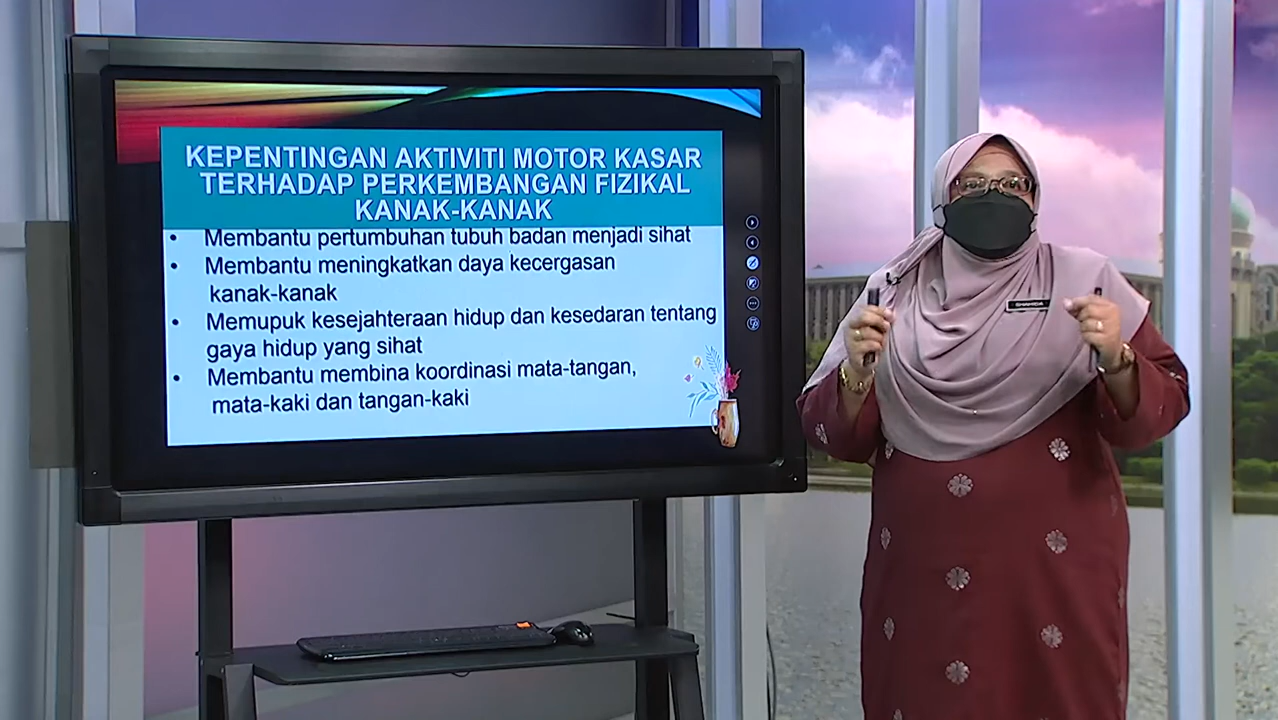 KEPENTINGAN AKTIVITI MOTOR KASAR
TERHADAP PERKEMBANGAN FIZIKAL
KANAK-KANAK
• Membantu pertumbuhan tubuh badan menjadi sihat
• Membantu meningkatkan daya kecergasan
kanak-kanak
• Memupuk kesejahteraan hidup dan kesedaran tentang
gaya hidup yang sihat
• Membantu membina koordinasi mata-tangan,
mata-kaki dan tangan-kaki
SHAHIDA